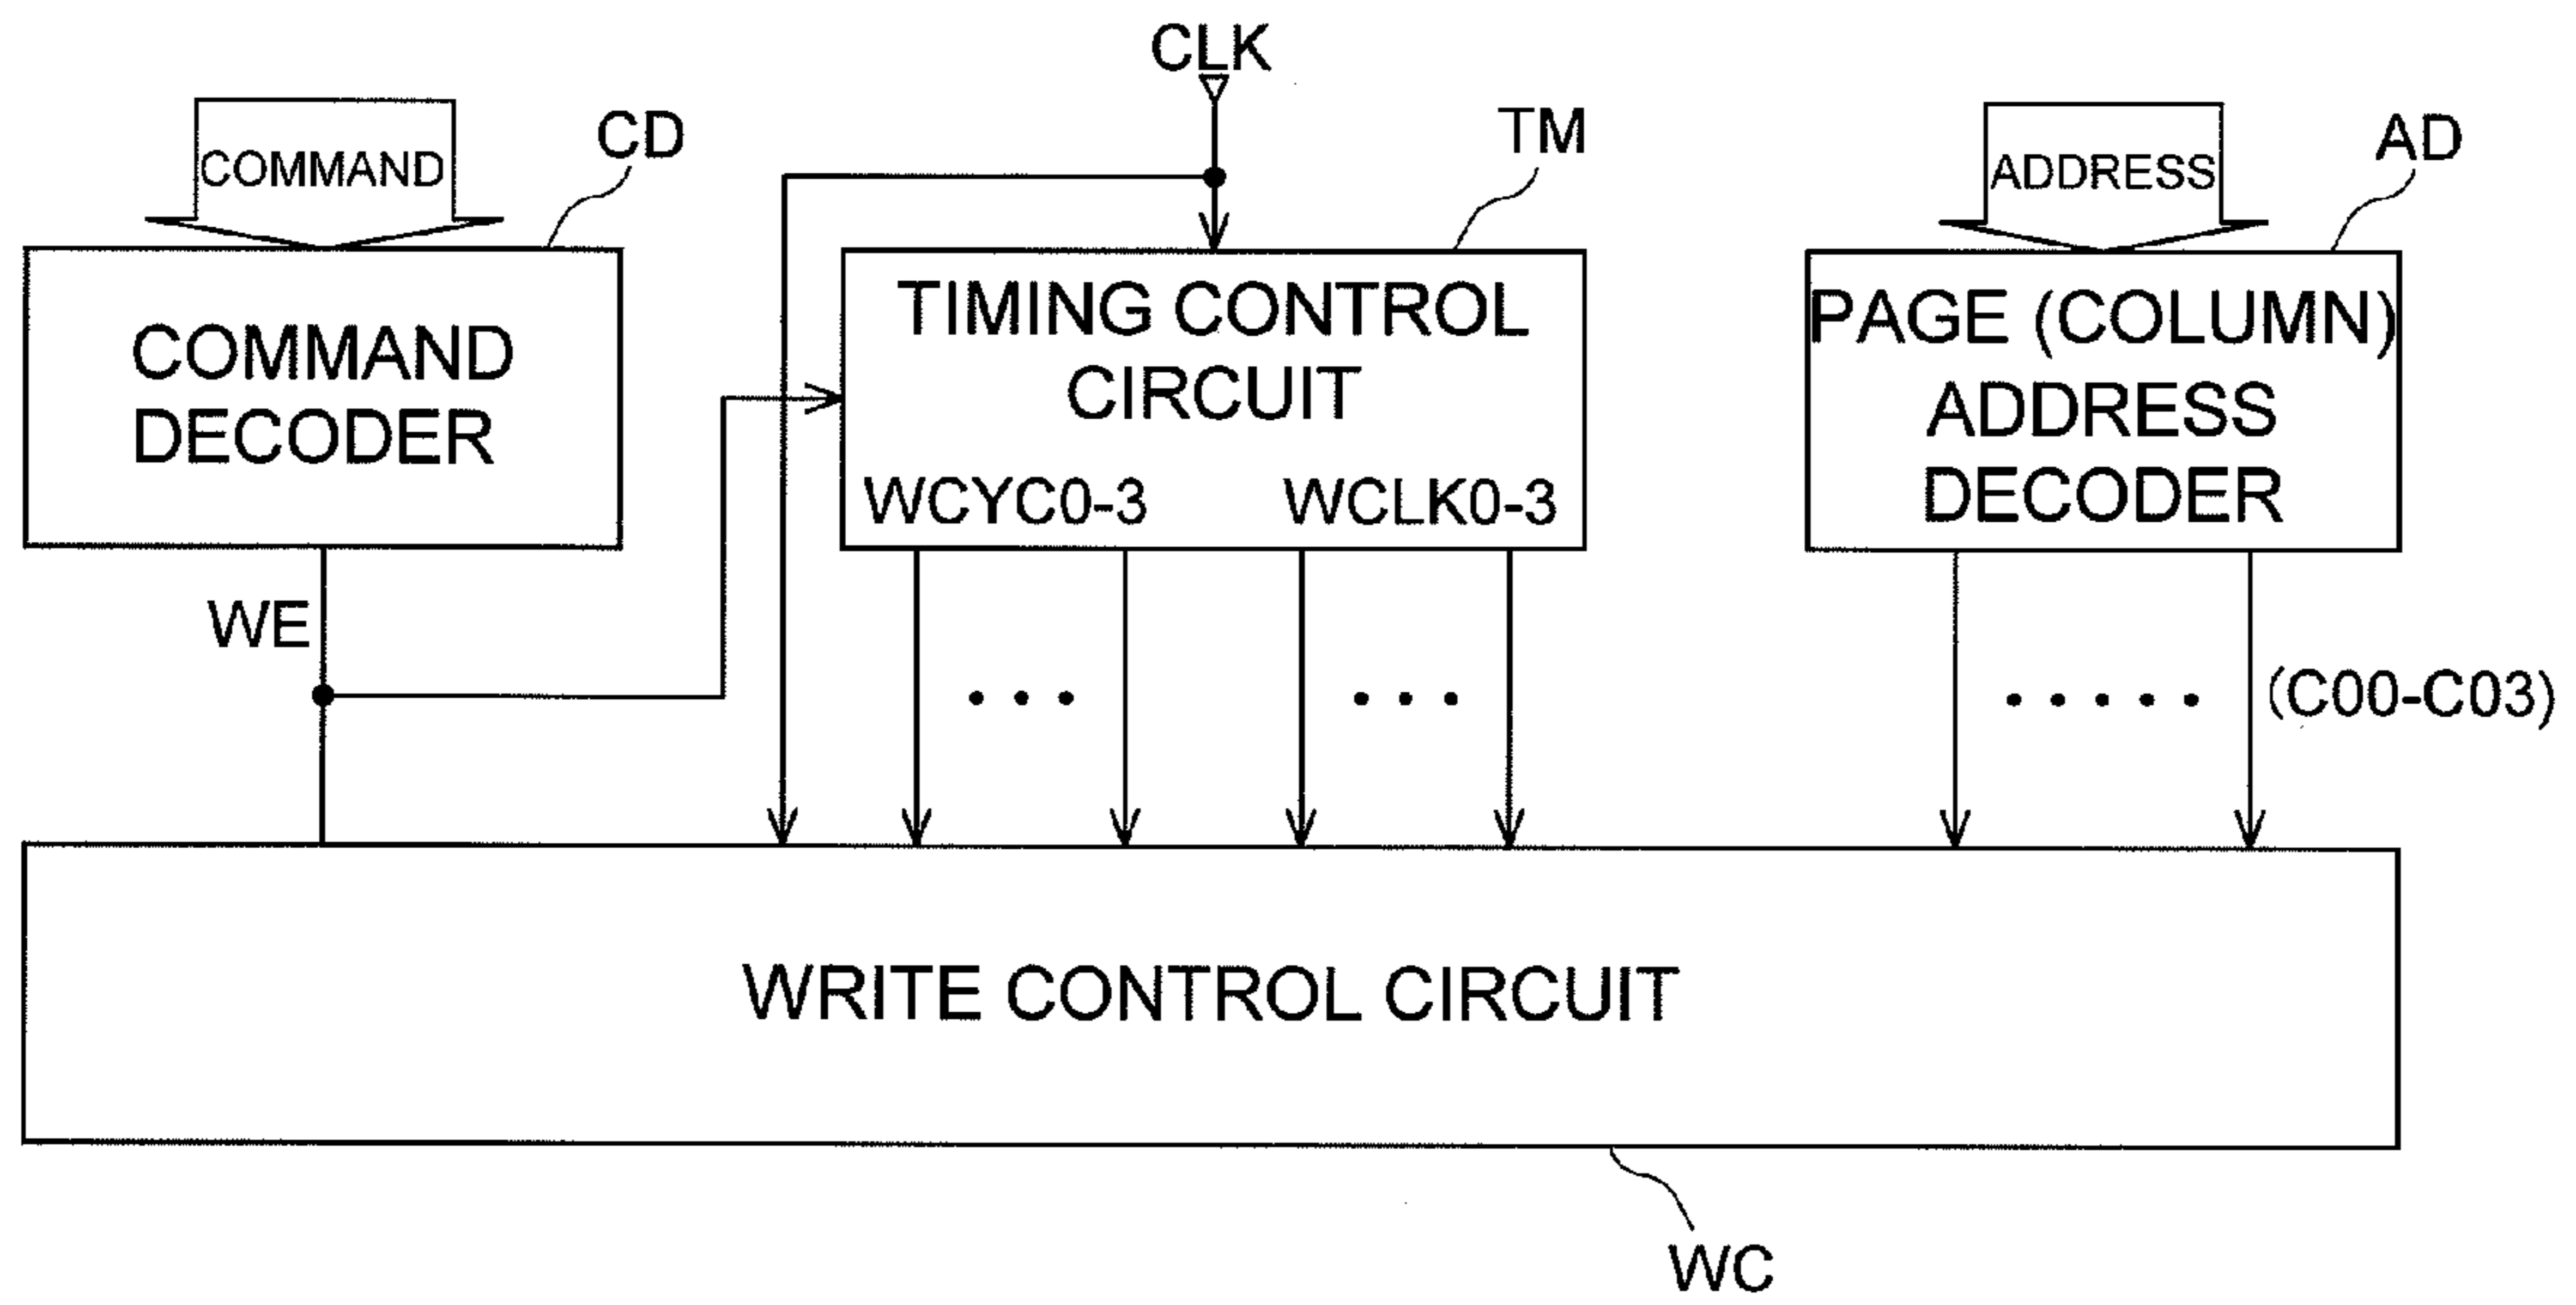 CLK
COMMAND
CD
TM
ADDRESS
AD
COMMAND
DECODER
TIMING CONTROL
CIRCUIT
WCYC0-3
WCLK0-3
PAGE (COLUMN)
ADDRESS
DECODER
WE
(C00-C03)
WRITE CONTROL CIRCUIT
WC